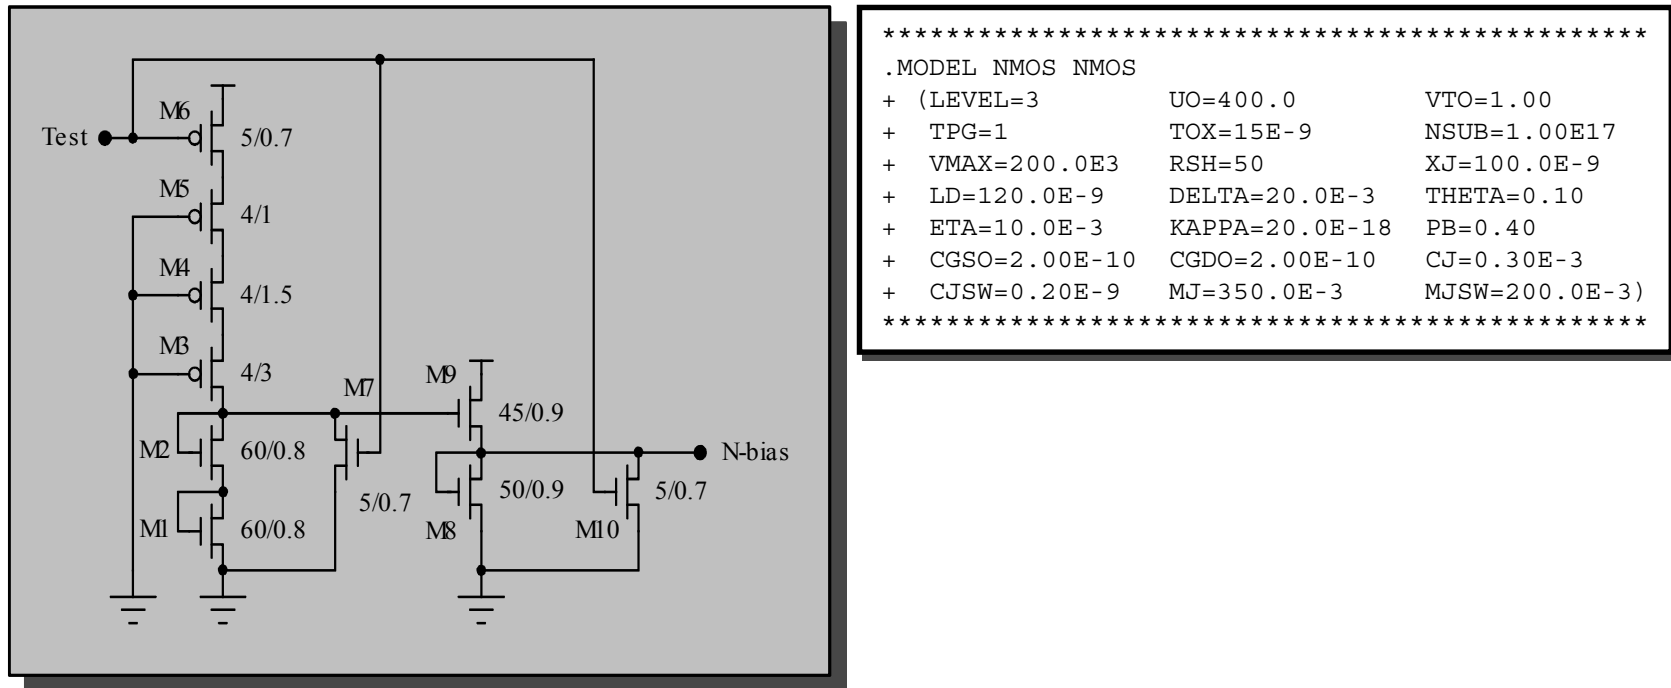 M6
Test
5/0.7
M5
4/1
M4
4/1.5
M3
4/3
M7
M9
45/0.9
M2
60/0.8
N-bias
5/0.7
50/0.9
5/0.7
M1
60/0.8
M8
M10
************************************************
.MODEL NMOS NMOS
+ (LEVEL=3 UO=400.0 VTO=1.00
+ TPG=1 TOX=15E-9 NSUB=1.00E17
+ VMAX=200.0E3 RSH=50 XJ=100.0E-9
+ LD=120.0E-9 DELTA=20.0E-3 THETA=0.10
+ ETA=10.0E-3 KAPPA=20.0E-18 PB=0.40
+ CGSO=2.00E-10 CGDO=2.00E-10 CJ=0.30E-3
+ CJSW=0.20E-9 MJ=350.0E-3 MJSW=200.0E-3)
************************************************